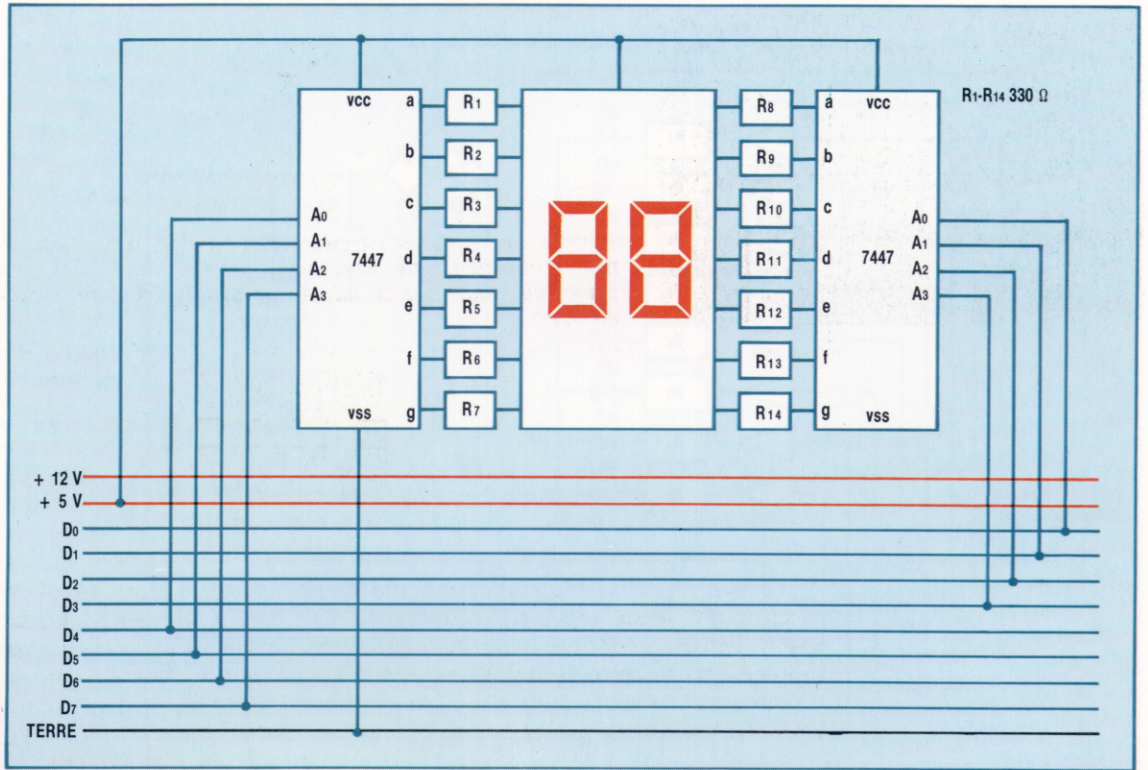 vcc a R1 R8 a vcc R1-R14 330 Ω
b R2 R9 b
c R3 R10 c
A0 A0
A1 d R4 R11 d A1
A2 7447 7447 A2
A3 e R5 R12 e A3
f R6 R13 f
vss g R7 R14 g vss
+ 12 V
+ 5 V
D0
D1
D2
D3
D4
D5
D6
D7
TERRE